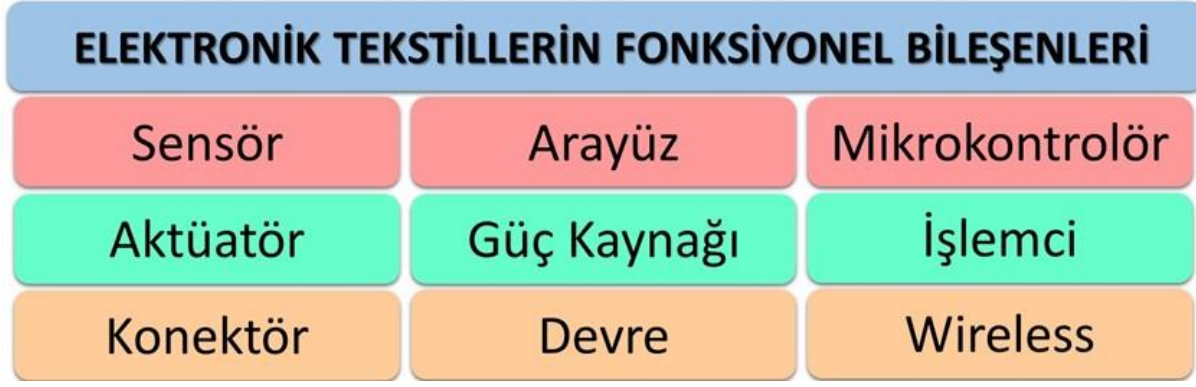 ELEKTRONİK TEKSTİLLERİN FONKSİYONEL BİLEŞENLERİ
Sensör Arayüz Mikrokontrolör
Aktüatör Güç Kaynağı İşlemci
Konektör Devre Wireless